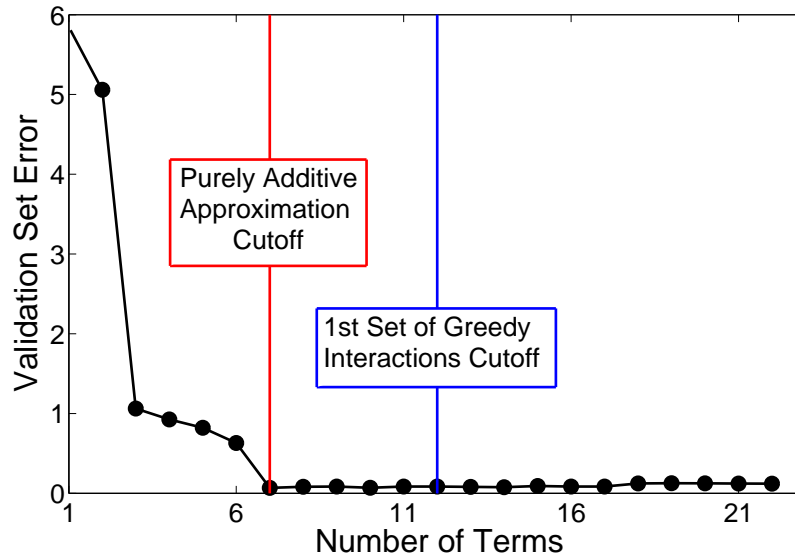 6
5
4
3
2
1
0
Validation Set Error
Purely Additive
Approximation
Cutoff
1st Set of Greedy
Interactions Cutoff
1 6 11 16 21
Number of Terms